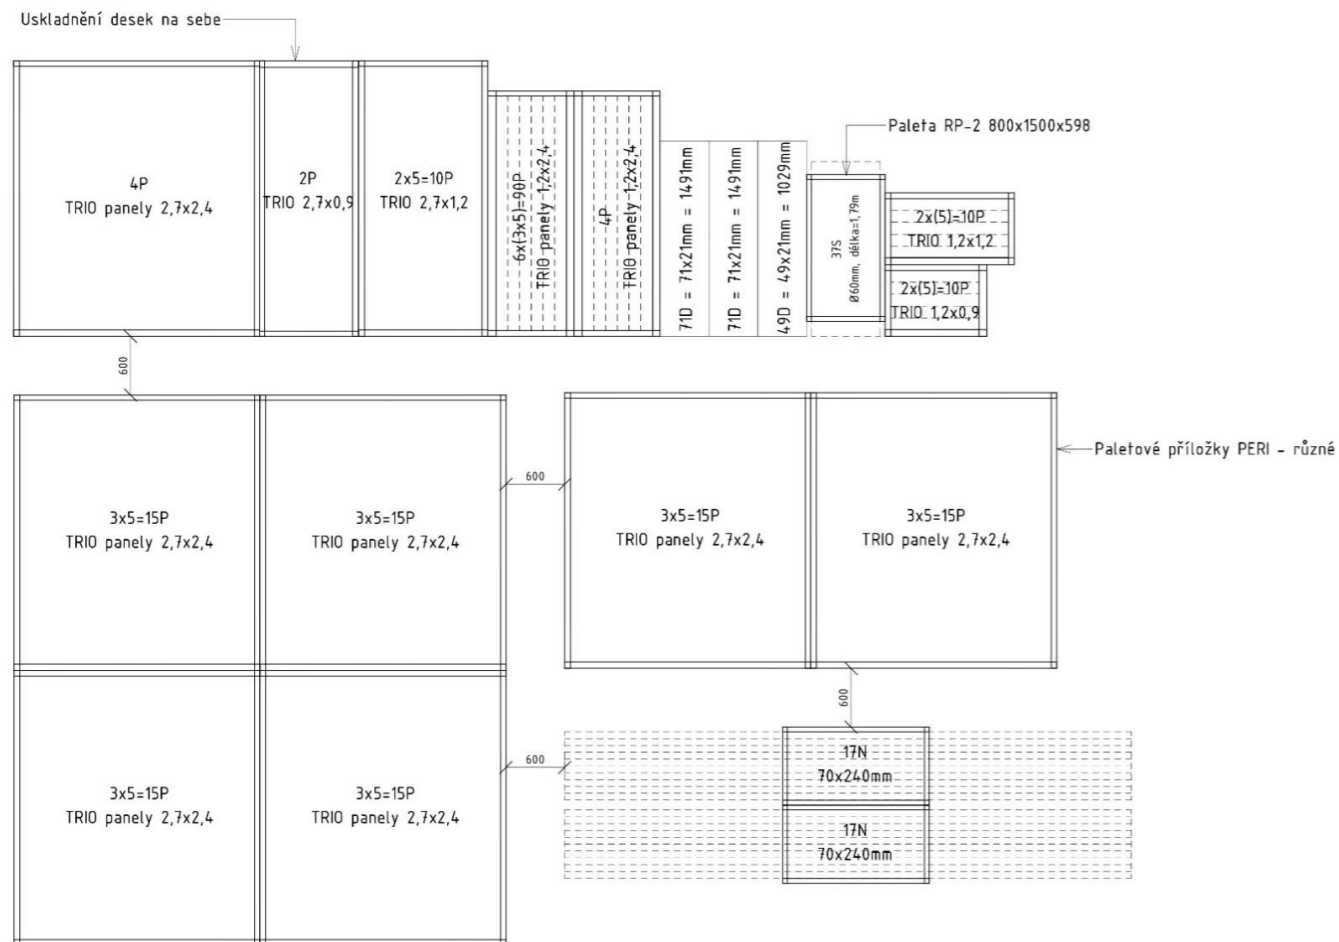 Uskladnění desek na sebe
Paleta RP-2 800x1500x598
4P
TRIO panely 2,7x2,4
2P
TRIO 2,7x0,9
2x5=10P
TRIO 2,7x1,2
6x(3x5)=90P
TRIO panely 1,2x2,4
4P
TRIO panely 1,2x2,4
71D = 71x21mm = 1491mm
71D = 71x21mm = 1491mm
49D = 49x21mm = 1029mm
37S
Ø60mm, délka=1,79m
2x(5)=10P
TRIO 1,2x1,2
2x(5)=10P
TRIO 1,2x0,9
600
3x5=15P
TRIO panely 2,7x2,4
3x5=15P
TRIO panely 2,7x2,4
600
3x5=15P
TRIO panely 2,7x2,4
3x5=15P
TRIO panely 2,7x2,4
Paletové příložky PERI - různé
600
3x5=15P
TRIO panely 2,7x2,4
3x5=15P
TRIO panely 2,7x2,4
600
17N
70x240mm
17N
70x240mm